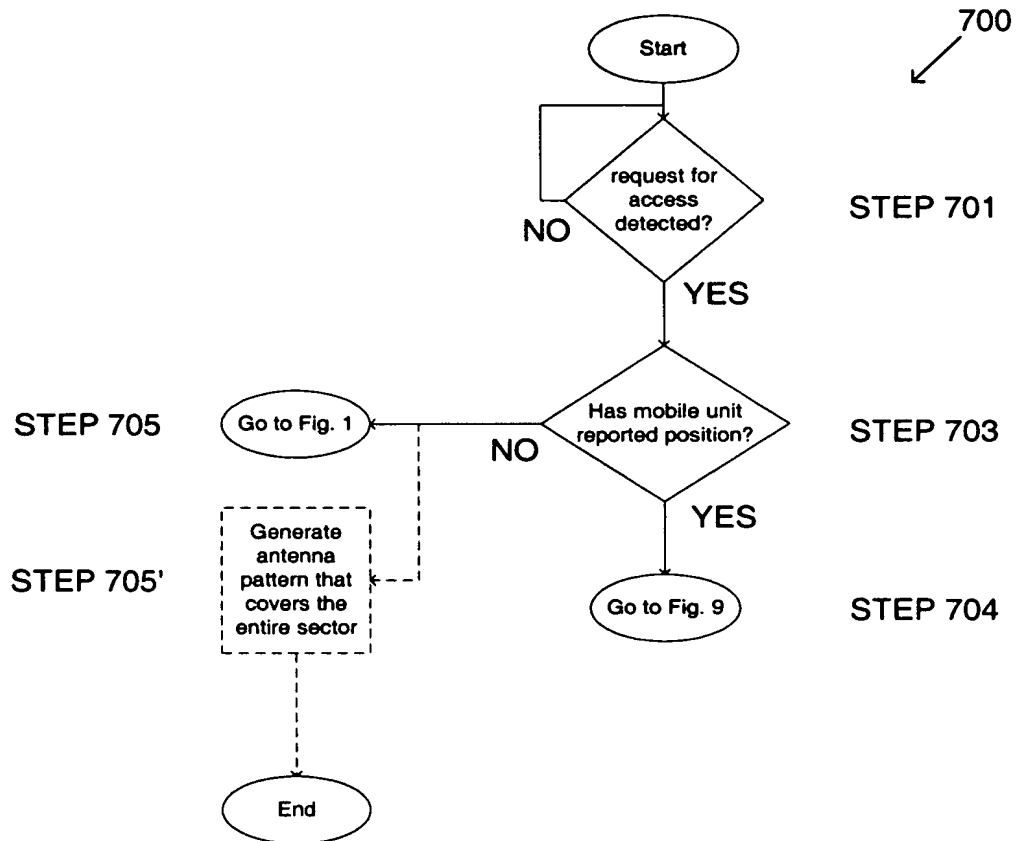 700
Start
request for
access
detected?
STEP 701
NO
YES
STEP 705
Go to Fig. 1
Has mobile unit
reported position?
STEP 703
NO
YES
STEP 705'
Generate
antenna
pattern that
covers the
entire sector
Go to Fig. 9
STEP 704
End